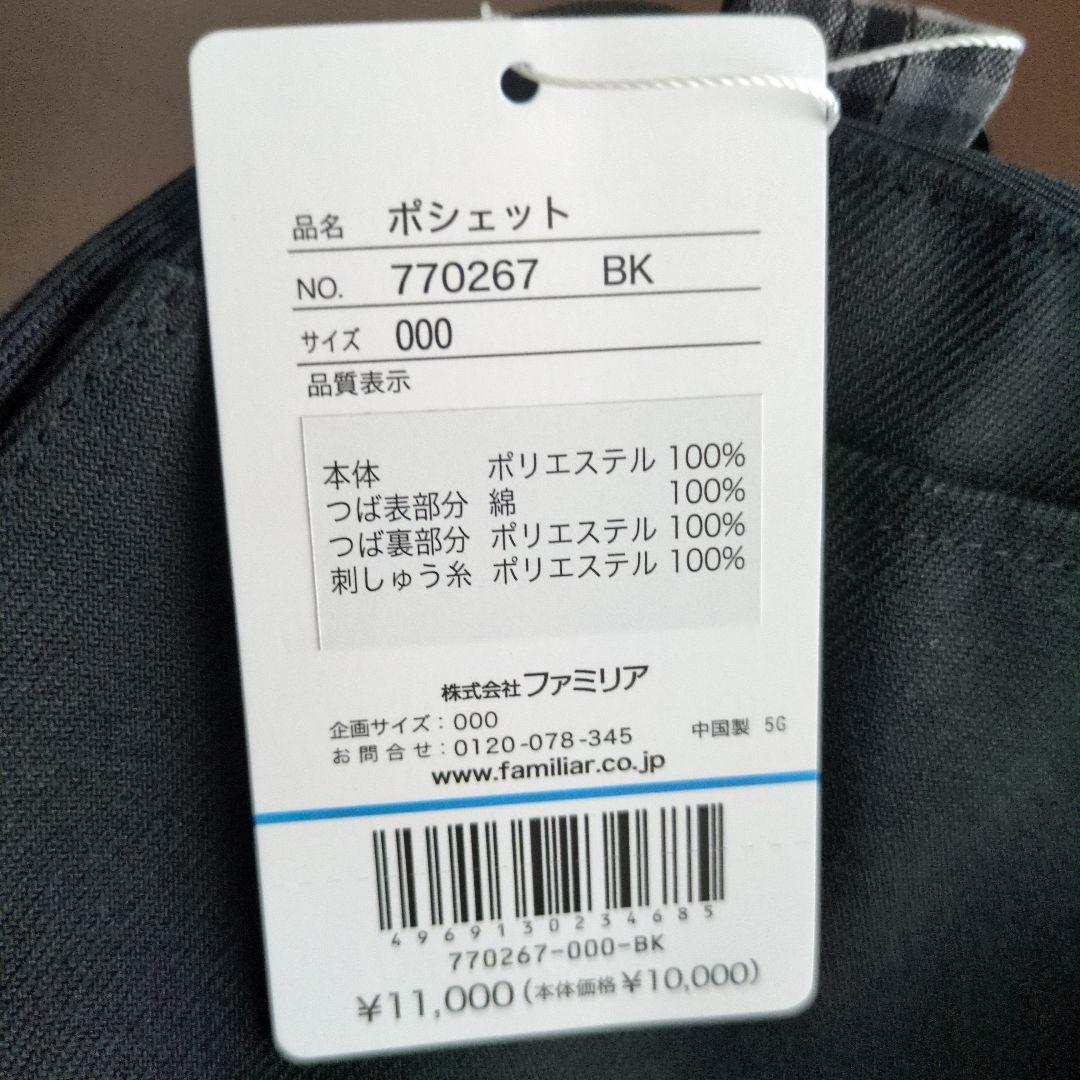 品名 ポシェット
NO. 770267 BK
サイズ 000
品質表示
本体 ポリエステル 100%
つば表部分 綿 100%
つば裏部分 ポリエステル 100%
刺しゅう糸 ポリエステル 100%
株式会社ファミリア
企画サイズ：000
お問合せ：0120-078-345 中国製 5G
www.familiar.co.jp
4969130234685
770267-000-BK
¥11,000（本体価格¥10,000）